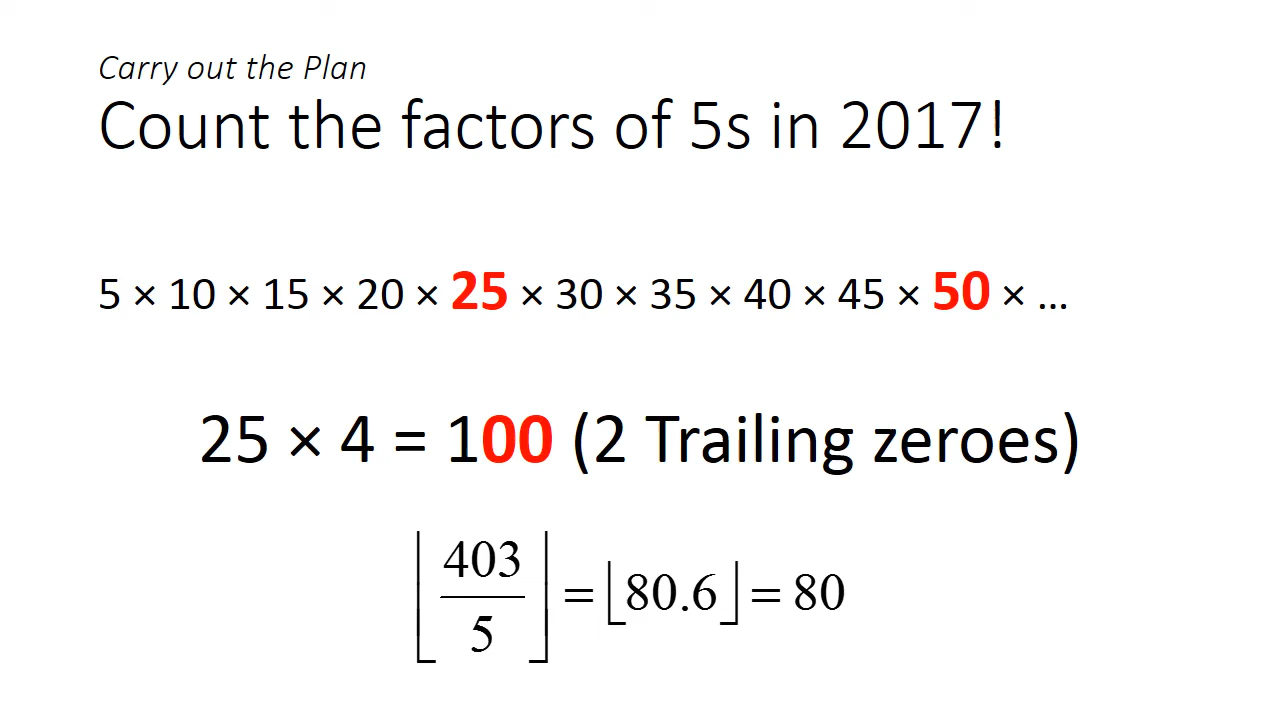 Carry out the Plan
Count the factors of 5s in 2017!
5 × 10 × 15 × 20 × 25 × 30 × 35 × 40 × 45 × 50 × …
25 × 4 = 100 (2 Trailing zeroes)
⌊403/5⌋ = ⌊80.6⌋ = 80